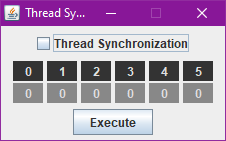 Thread Sy...
Thread Synchronization
0 1 2 3 4 5
0 0 0 0 0 0
Execute